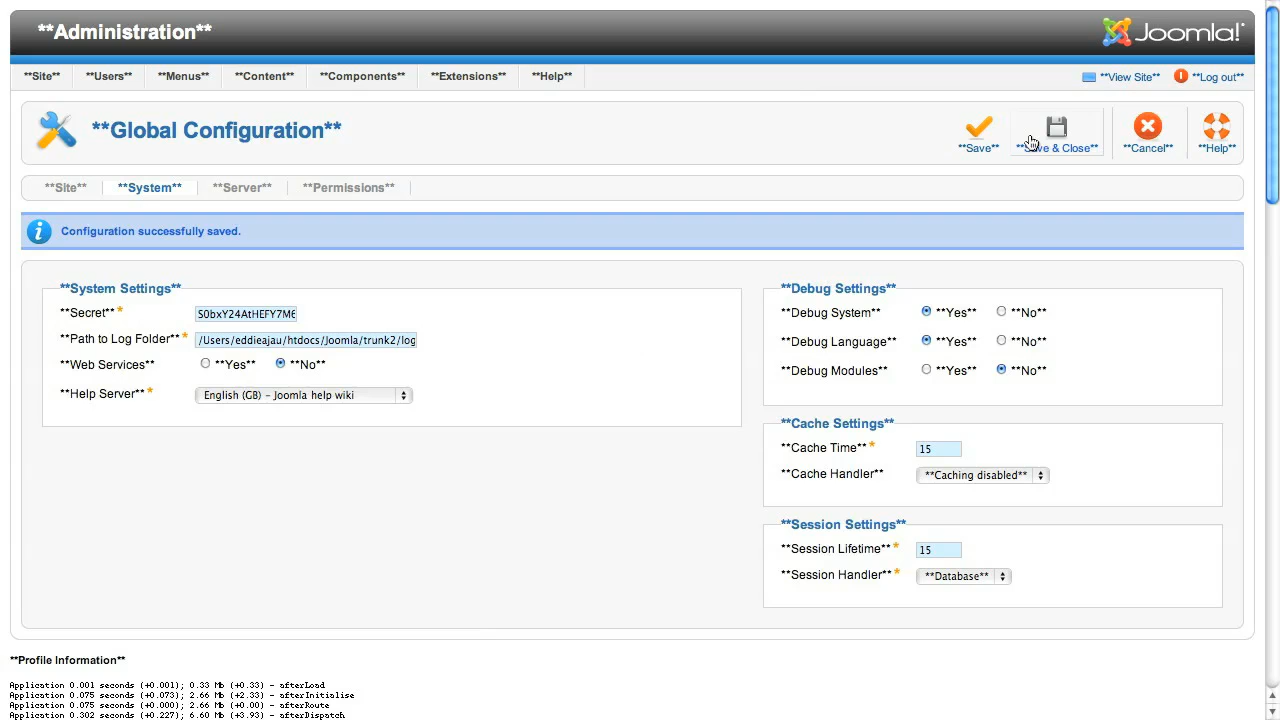 **Administration**
Joomla!
**Site**
**Users**
**Menus**
**Content**
**Components**
**Extensions**
**Help**
**View Site**
**Log out**
**Global Configuration**
**Save**
& Close**
**Cancel**
**Help**
**Site**
**System**
**Server**
**Permissions**
Configuration successfully saved.
**System Settings**
**Secret** *
S0bxY24AtHEFY7M6
**Path to Log Folder** *
/Users/eddieajau/htdocs/Joomla/trunk2/log
**Web Services**
**Yes**
**No**
**Help Server** *
English (GB) – Joomla help wiki
**Debug Settings**
**Debug System**
**Yes**
**No**
**Debug Language**
**Yes**
**No**
**Debug Modules**
**Yes**
**No**
**Cache Settings**
**Cache Time** *
15
**Cache Handler**
**Caching disabled**
**Session Settings**
**Session Lifetime** *
15
**Session Handler** *
**Database**
**Profile Information**
Application 0.001 seconds (+0.001); 0.33 Mb (+0.33) - afterLoad
Application 0.075 seconds (+0.073); 2.66 Mb (+2.33) - afterInitialise
Application 0.075 seconds (+0.000); 2.66 Mb (+0.00) - afterRoute
Application 0.302 seconds (+0.227); 6.60 Mb (+3.93) - afterDispatch